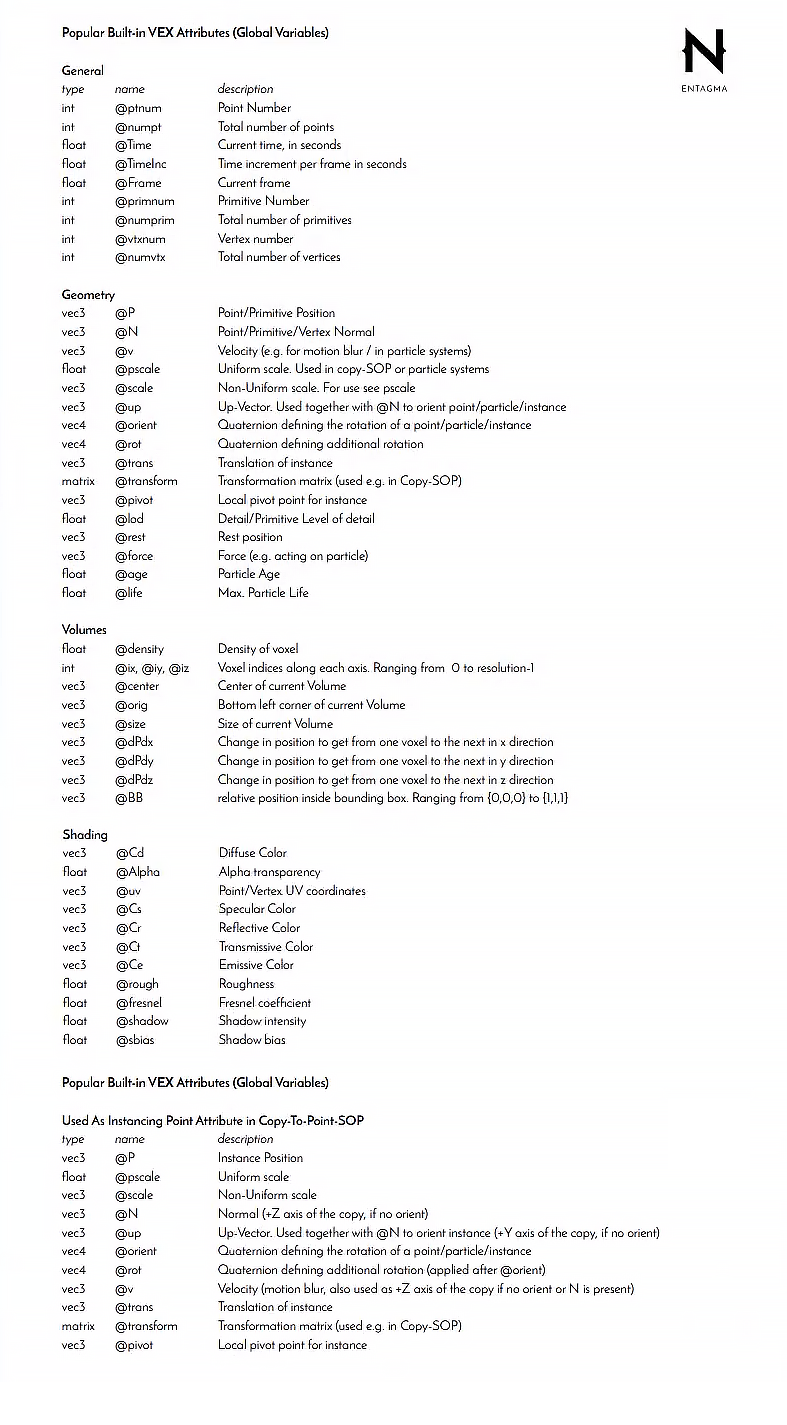 Popular Built-in VEX Attributes (Global Variables)
N
ENTAGMA
General
type name description
int @ptnum Point Number
int @numpt Total number of points
float @Time Current time, in seconds
float @TimeInc Time increment per frame in seconds
float @Frame Current frame
int @primnum Primitive Number
int @numprim Total number of primitives
int @vtxnum Vertex number
int @numvtx Total number of vertices
Geometry
vec3 @P Point/Primitive Position
vec3 @N Point/Primitive/Vertex Normal
vec3 @v Velocity (e.g. for motion blur / in particle systems)
float @pscale Uniform scale. Used in copy-SOP or particle systems
vec3 @scale Non-Uniform scale. For use see pscale
vec3 @up Up-Vector. Used together with @N to orient point/particle/instance
vec4 @orient Quaternion defining the rotation of a point/particle/instance
vec4 @rot Quaternion defining additional rotation
vec3 @trans Translation of instance
matrix @transform Transformation matrix (used e.g. in Copy-SOP)
vec3 @pivot Local pivot point for instance
float @lod Detail/Primitive Level of detail
vec3 @rest Rest position
vec3 @force Force (e.g. acting on particle)
float @age Particle Age
float @life Max. Particle Life
Volumes
float @density Density of voxel
int @ix, @iy, @iz Voxel indices along each axis. Ranging from 0 to resolution-1
vec3 @center Center of current Volume
vec3 @orig Bottom left corner of current Volume
vec3 @size Size of current Volume
vec3 @dPdx Change in position to get from one voxel to the next in x direction
vec3 @dPdy Change in position to get from one voxel to the next in y direction
vec3 @dPdz Change in position to get from one voxel to the next in z direction
vec3 @BB relative position inside bounding box. Ranging from {0,0,0} to {1,1,1}
Shading
vec3 @Cd Diffuse Color
float @Alpha Alpha transparency
vec3 @uv Point/Vertex UV coordinates
vec3 @Cs Specular Color
vec3 @Cr Reflective Color
vec3 @Ct Transmissive Color
vec3 @Ce Emissive Color
float @rough Roughness
float @fresnel Fresnel coefficient
float @shadow Shadow intensity
float @sbias Shadow bias
Popular Built-in VEX Attributes (Global Variables)
Used As Instancing Point Attribute in Copy-To-Point-SOP
type name description
vec3 @P Instance Position
float @pscale Uniform scale
vec3 @scale Non-Uniform scale
vec3 @N Normal (+Z axis of the copy, if no orient)
vec3 @up Up-Vector. Used together with @N to orient instance (+Y axis of the copy, if no orient)
vec4 @orient Quaternion defining the rotation of a point/particle/instance
vec4 @rot Quaternion defining additional rotation (applied after @orient)
vec3 @v Velocity (motion blur, also used as +Z axis of the copy if no orient or N is present)
vec3 @trans Translation of instance
matrix @transform Transformation matrix (used e.g. in Copy-SOP)
vec3 @pivot Local pivot point for instance